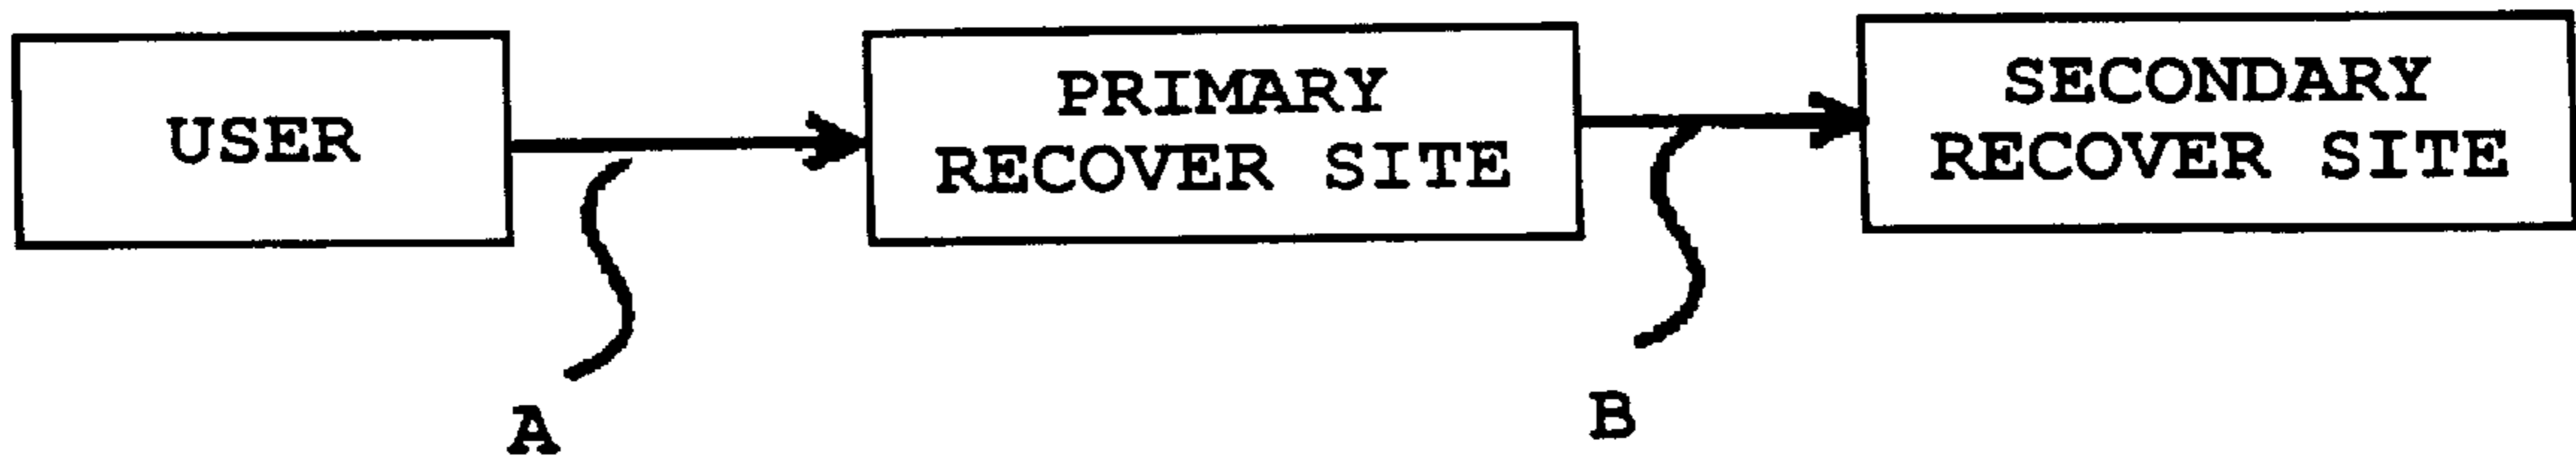 USER
PRIMARY
RECOVER SITE
SECONDARY
RECOVER SITE
A
B